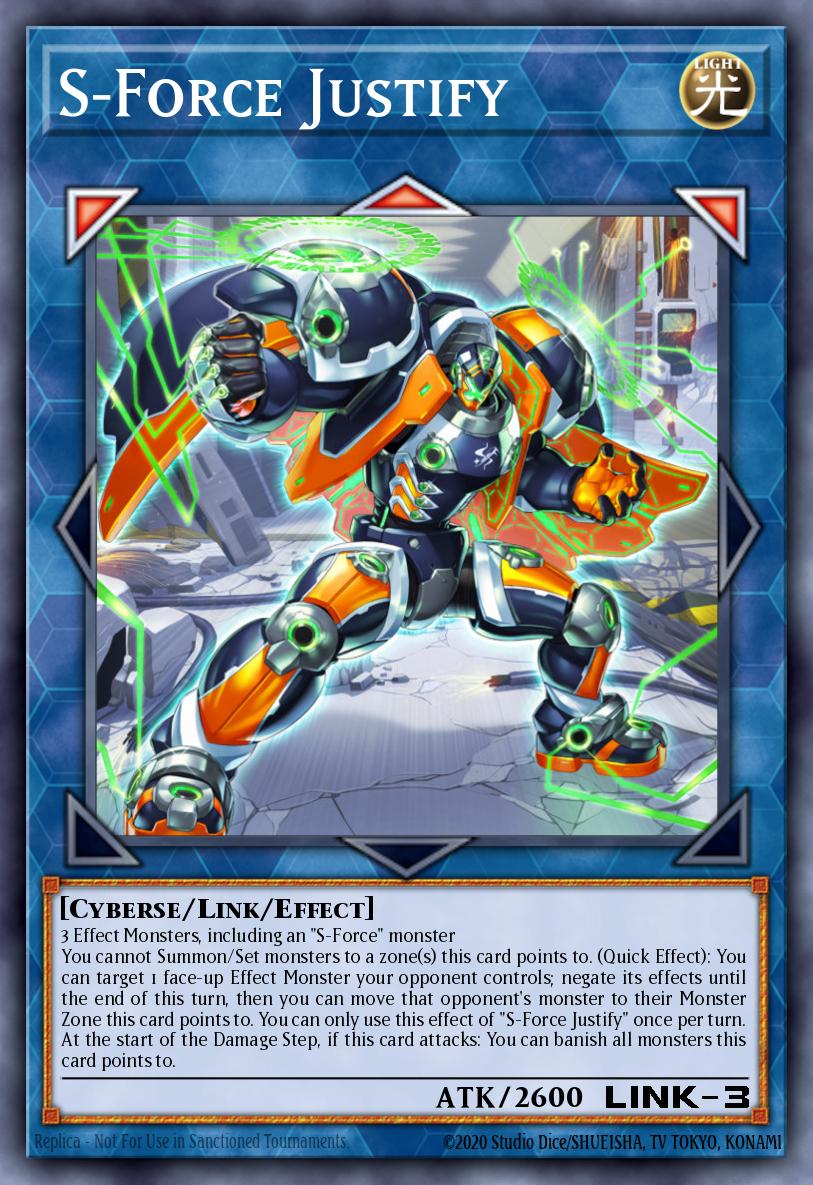 S-Force Justify
LIGHT
光
[Cyberse/Link/Effect]
3 Effect Monsters, including an "S-Force" monster
You cannot Summon/Set monsters to a zone(s) this card points to. (Quick Effect): You
can target 1 face-up Effect Monster your opponent controls; negate its effects until
the end of this turn, then you can move that opponent's monster to their Monster
Zone this card points to. You can only use this effect of "S-Force Justify" once per turn.
At the start of the Damage Step, if this card attacks: You can banish all monsters this
card points to.
ATK/2600 LINK-3
Replica - Not For Use in Sanctioned Tournaments. ©2020 Studio Dice/SHUEISHA, TV TOKYO, KONAMI